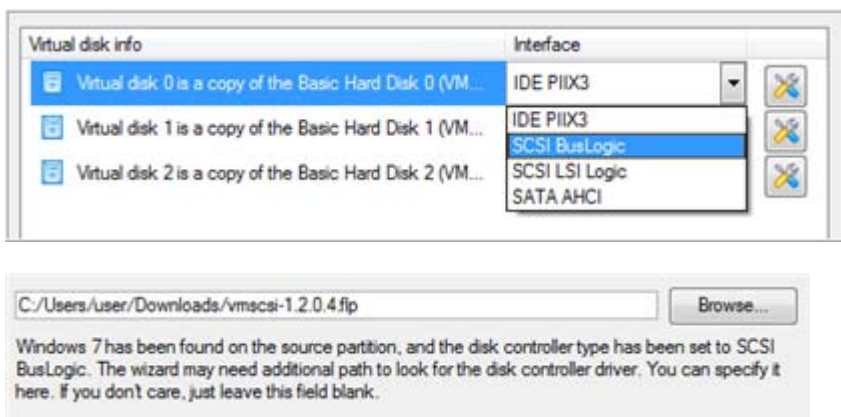 Virtual disk info Interface
Virtual disk 0 is a copy of the Basic Hard Disk 0 (VM... IDE PIIX3
Virtual disk 1 is a copy of the Basic Hard Disk 1 (VM... IDE PIIX3
SCSI BusLogic
Virtual disk 2 is a copy of the Basic Hard Disk 2 (VM... SCSI LSI Logic
SATA AHCI
C:/Users/user/Downloads/vmscsi-1.2.0.4.flp Browse...
Windows 7 has been found on the source partition, and the disk controller type has been set to SCSI
BusLogic. The wizard may need additional path to look for the disk controller driver. You can specify it
here. If you don't care, just leave this field blank.